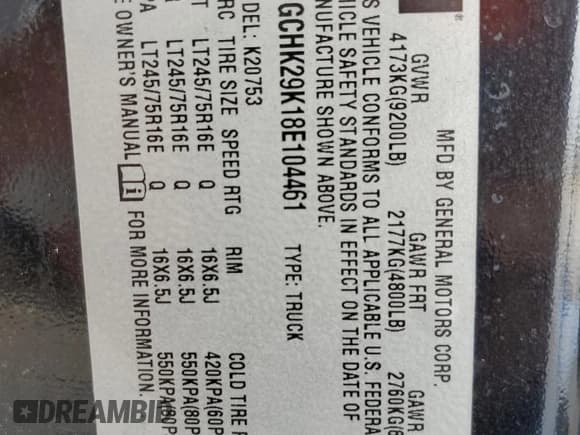 ®
MFD BY GENERAL MOTORS CORP.
GVWR GAWR FRT GAWR
4173KG(9200LB) 2177KG(4800LB) 2760KG(6
S VEHICLE CONFORMS TO ALL APPLICABLE U.S. FEDERA
ICLE SAFETY STANDARDS IN EFFECT ON THE DATE OF
NUFACTURE SHOWN ABOVE.
GCHK29K18E104461 TYPE: TRUCK
DEL: K20753
RC TIRE SIZE SPEED RTG RIM COLD TIRE P
T LT245/75R16E Q 16X6.5J 420KPA(60P
LT245/75R16E Q 16X6.5J 550KPA(80P
PA LT245/75R16E Q 16X6.5J 550KPA(80P
E OWNER'S MANUAL i FOR MORE INFORMATION.
DREAMBID